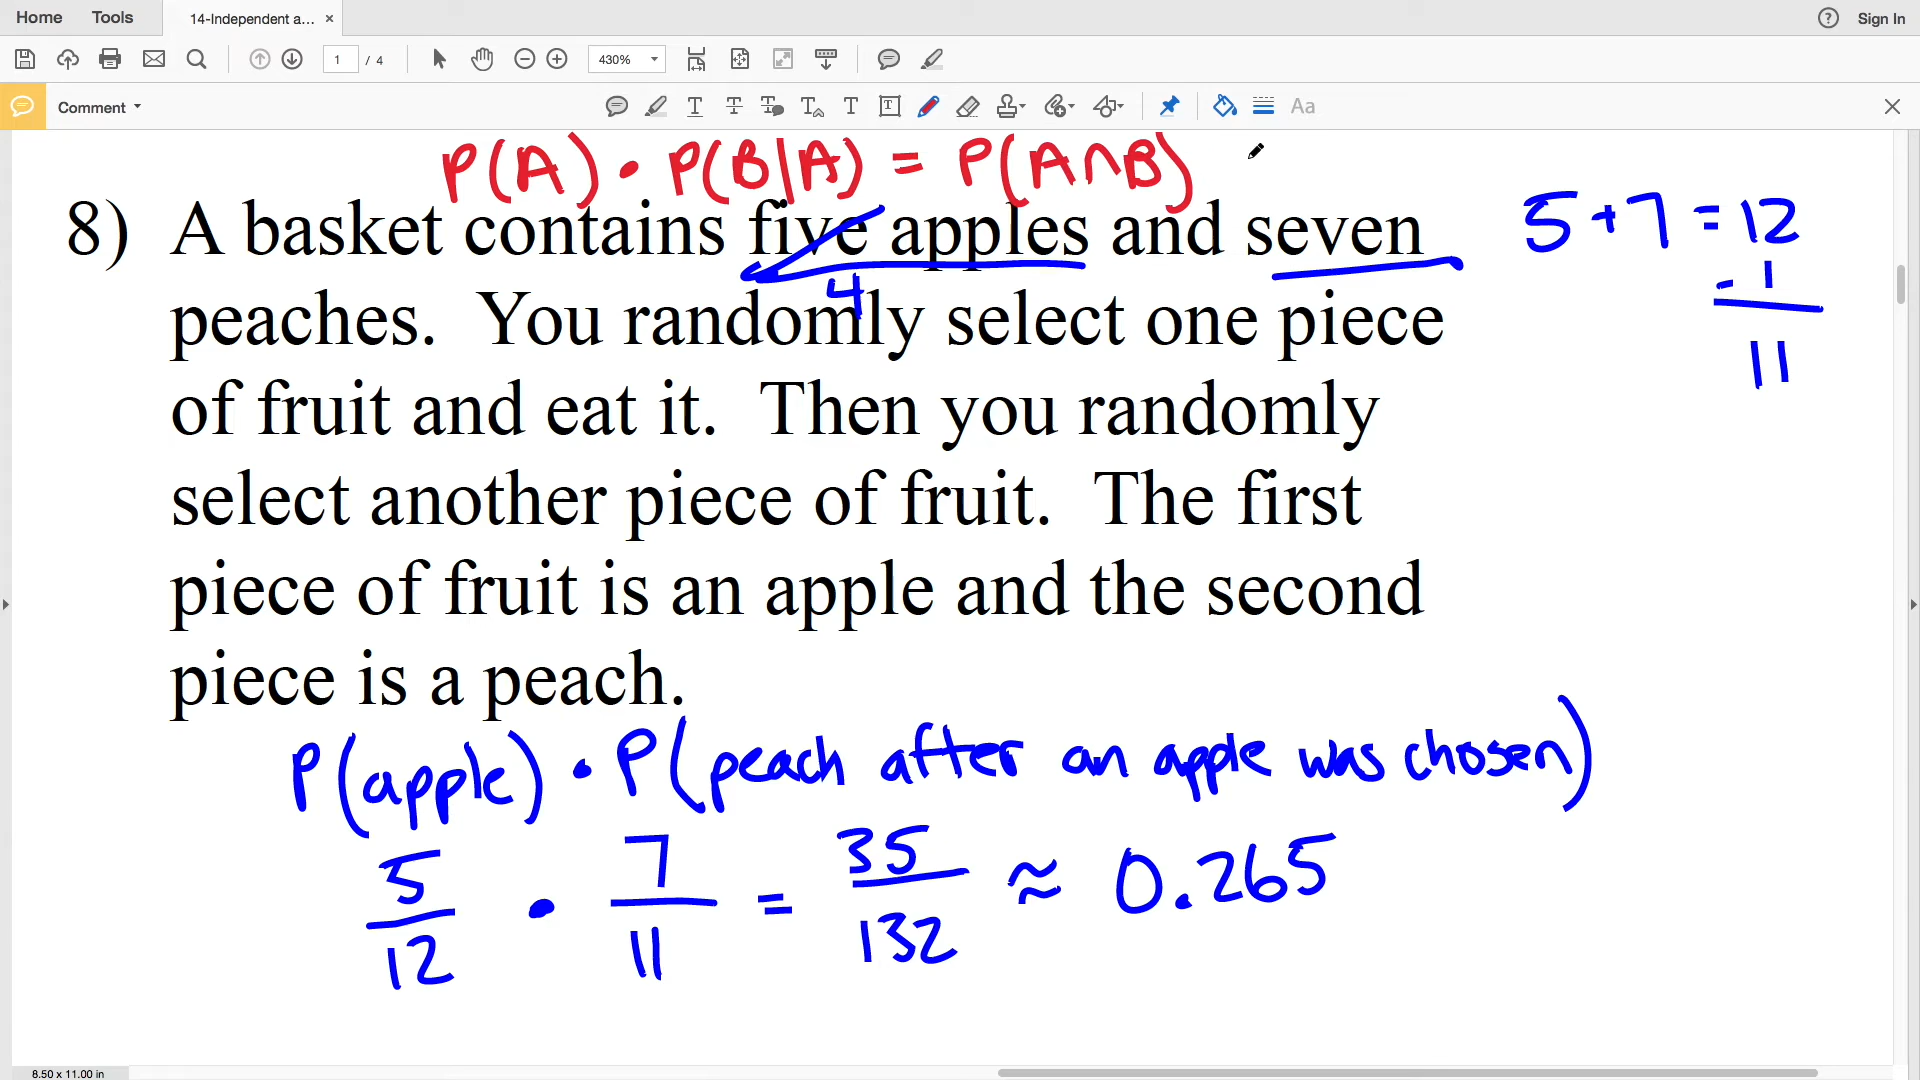 Home Tools 14-Independent a... × Sign In
1 / 4 430%
Comment Aa
P(A) • P(B|A) = P(A∩B)
8) A basket contains five apples and seven
5+7 = 12
4
- 1
peaches. You randomly select one piece
11
of fruit and eat it. Then you randomly
select another piece of fruit. The first
piece of fruit is an apple and the second
piece is a peach.
P(apple) • P(peach after an apple was chosen)
5/12 • 7/11 = 35/132 ≈ 0.265
8.50 x 11.00 in